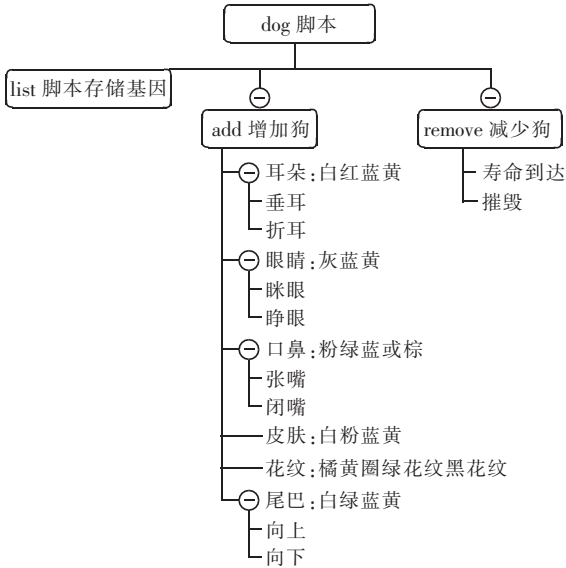 dog 脚本
list 脚本存储基因
add 增加狗
remove 减少狗
耳朵:白红蓝黄
垂耳
折耳
眼睛:灰蓝黄
眯眼
睁眼
口鼻:粉绿蓝或棕
张嘴
闭嘴
皮肤:白粉蓝黄
花纹:橘黄圈绿花纹黑花纹
尾巴:白绿蓝黄
向上
向下
寿命到达
摧毁